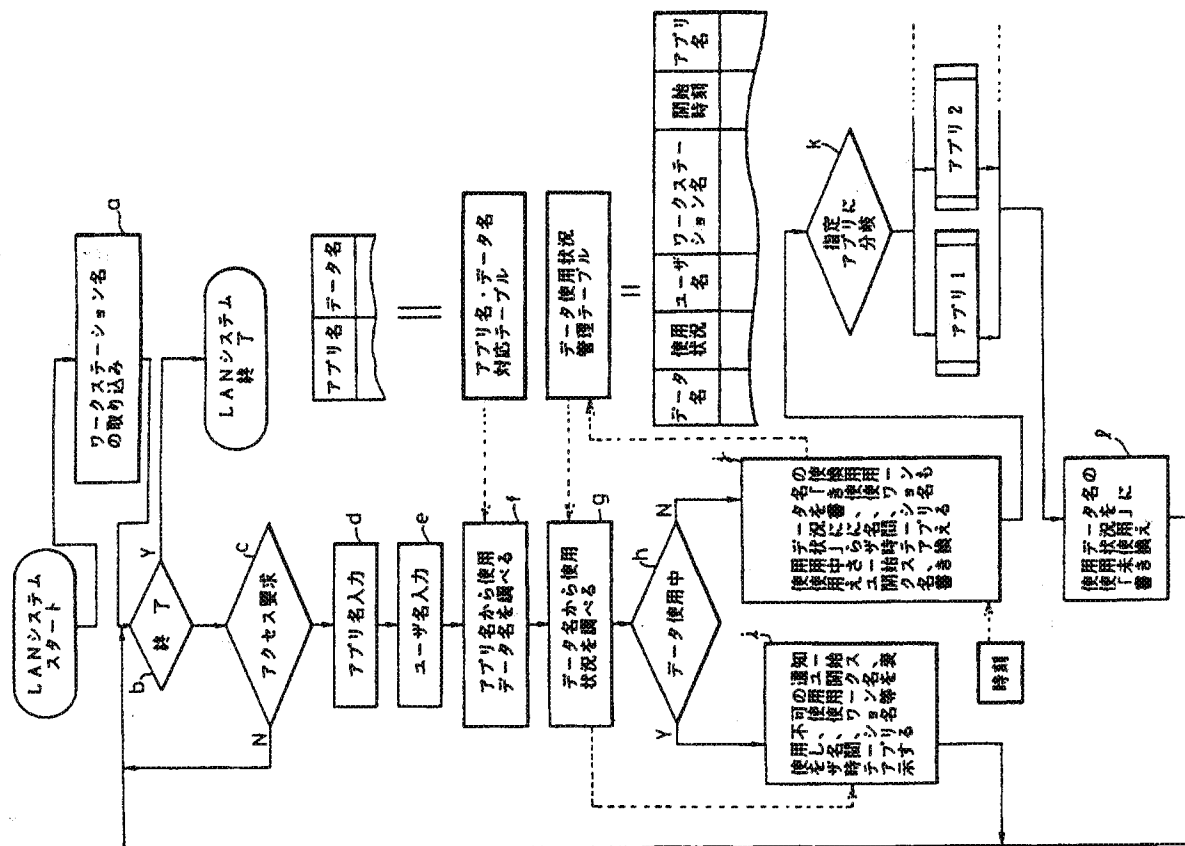 LANシステム
スタート
ワークステーション名
の取り込み
a
b
終了
Y
LANシステム
終了
c
アクセス要求
N
アプリ名入力
d
ユーザ名入力
e
アプリ名から使用
データ名を調べる
f
アプリ名
データ名
アプリ名・データ名
対応テーブル
データ名から使用
状況を調べる
g
データ使用状況
管理テーブル
データ
名
使用
状況
ユーザ
名
ワークステー
ション名
開始
時刻
アプリ
名
h
データ使用中
Y
N
i
使用不可の通知
をし、使用ユー
ザ名、使用開始
時間、ワークス
テーション名、
アプリ名等を表
示する
j
使用データ名の
使用状況を「使
用中」に書き換
え、さらに使用
ユーザ名、使用
開始時間、ワー
クステーション
名、アプリ名も
書き換える
時刻
k
指定
アプリに
分岐
アプリ1
アプリ2
ℓ
使用データ名の
使用状況を
「未使用」に
書き換え